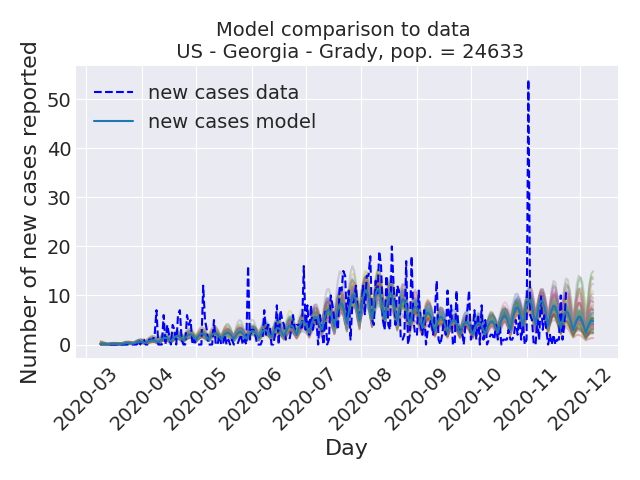 Model comparison to data
US - Georgia - Grady, pop. = 24633
Number of new cases reported
50
40
30
20
10
0
new cases data
new cases model
2020-03
2020-04
2020-05
2020-06
2020-07
2020-08
2020-09
2020-10
2020-11
2020-12
Day